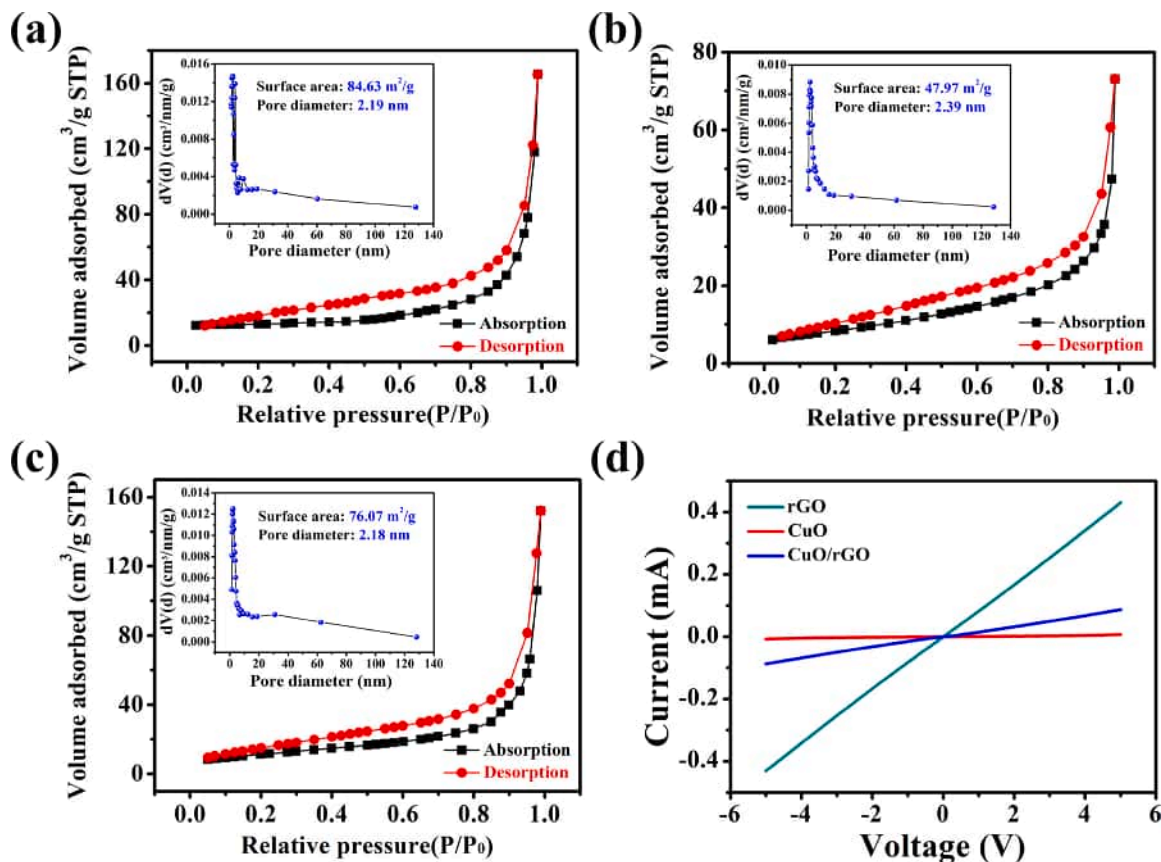 (a)
Volume adsorbed (cm³/g STP)
160
120
80
40
0
0.0 0.2 0.4 0.6 0.8 1.0
Relative pressure(P/P₀)
Absorption
Desorption
dV(d) (cm³/nm/g)
0.016
0.012
0.008
0.004
0.000
0 20 40 60 80 100 120 140
Pore diameter (nm)
Surface area: 84.63 m²/g
Pore diameter: 2.19 nm
(b)
Volume adsorbed (cm³/g STP)
80
60
40
20
0
0.0 0.2 0.4 0.6 0.8 1.0
Relative pressure(P/P₀)
Absorption
Desorption
dV(d) (cm³/nm/g)
0.010
0.008
0.006
0.004
0.002
0.000
0 20 40 60 80 100 120 140
Pore diameter (nm)
Surface area: 47.97 m²/g
Pore diameter: 2.39 nm
(c)
Volume adsorbed (cm³/g STP)
160
120
80
40
0
0.0 0.2 0.4 0.6 0.8 1.0
Relative pressure(P/P₀)
Absorption
Desorption
dV(d) (cm³/nm/g)
0.014
0.012
0.010
0.008
0.006
0.004
0.002
0.000
0 20 40 60 80 100 120 140
Pore diameter (nm)
Surface area: 76.07 m²/g
Pore diameter: 2.18 nm
(d)
Current (mA)
0.4
0.2
0.0
-0.2
-0.4
-6 -4 -2 0 2 4 6
Voltage (V)
rGO
CuO
CuO/rGO